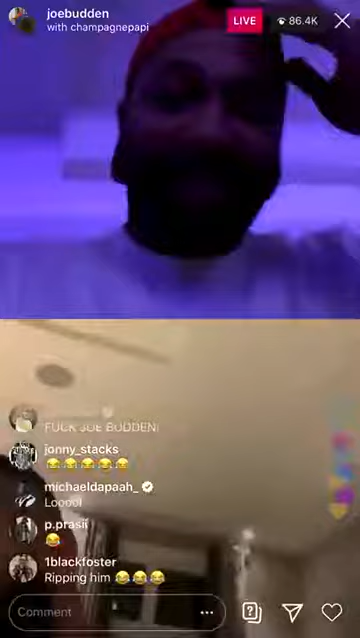 joebudden
with champagnepapi
LIVE
86.4K
FUCK JOE BUDDEN!
jonny_stacks
😂😂😂😂😂
michaeldapaah_
Looool
p.prasii
😂
1blackfoster
Ripping him 😂😂😂
Comment